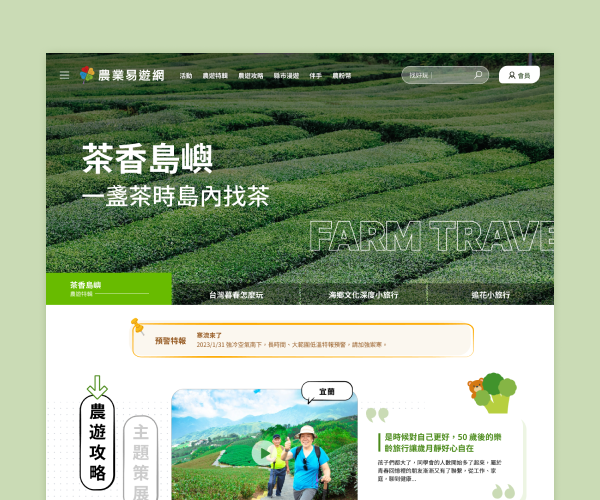 農業易遊網
活動 農遊特輯 農遊攻略 縣市漫遊 伴手 農粉幣
找好玩
會員
茶香島嶼
一盞茶時島內找茶
FARM TRAVE
茶香島嶼
農遊特輯
台灣暮春怎麼玩
海鄉文化深度小旅行
追花小旅行
預警特報
寒流來了
2023/1/31 強冷空氣南下，長時間、大範圍低溫特報預警，請加強禦寒。
農遊攻略
主題策展
宜蘭
是時候對自己更好，50 歲後的樂
齡旅行讓歲月靜好心自在
孩子們都大了，同學會的人數開始多了起來，屬於
青春回憶裡的朋友漸漸又有了聯繫，從工作、家
庭，聊到健康...